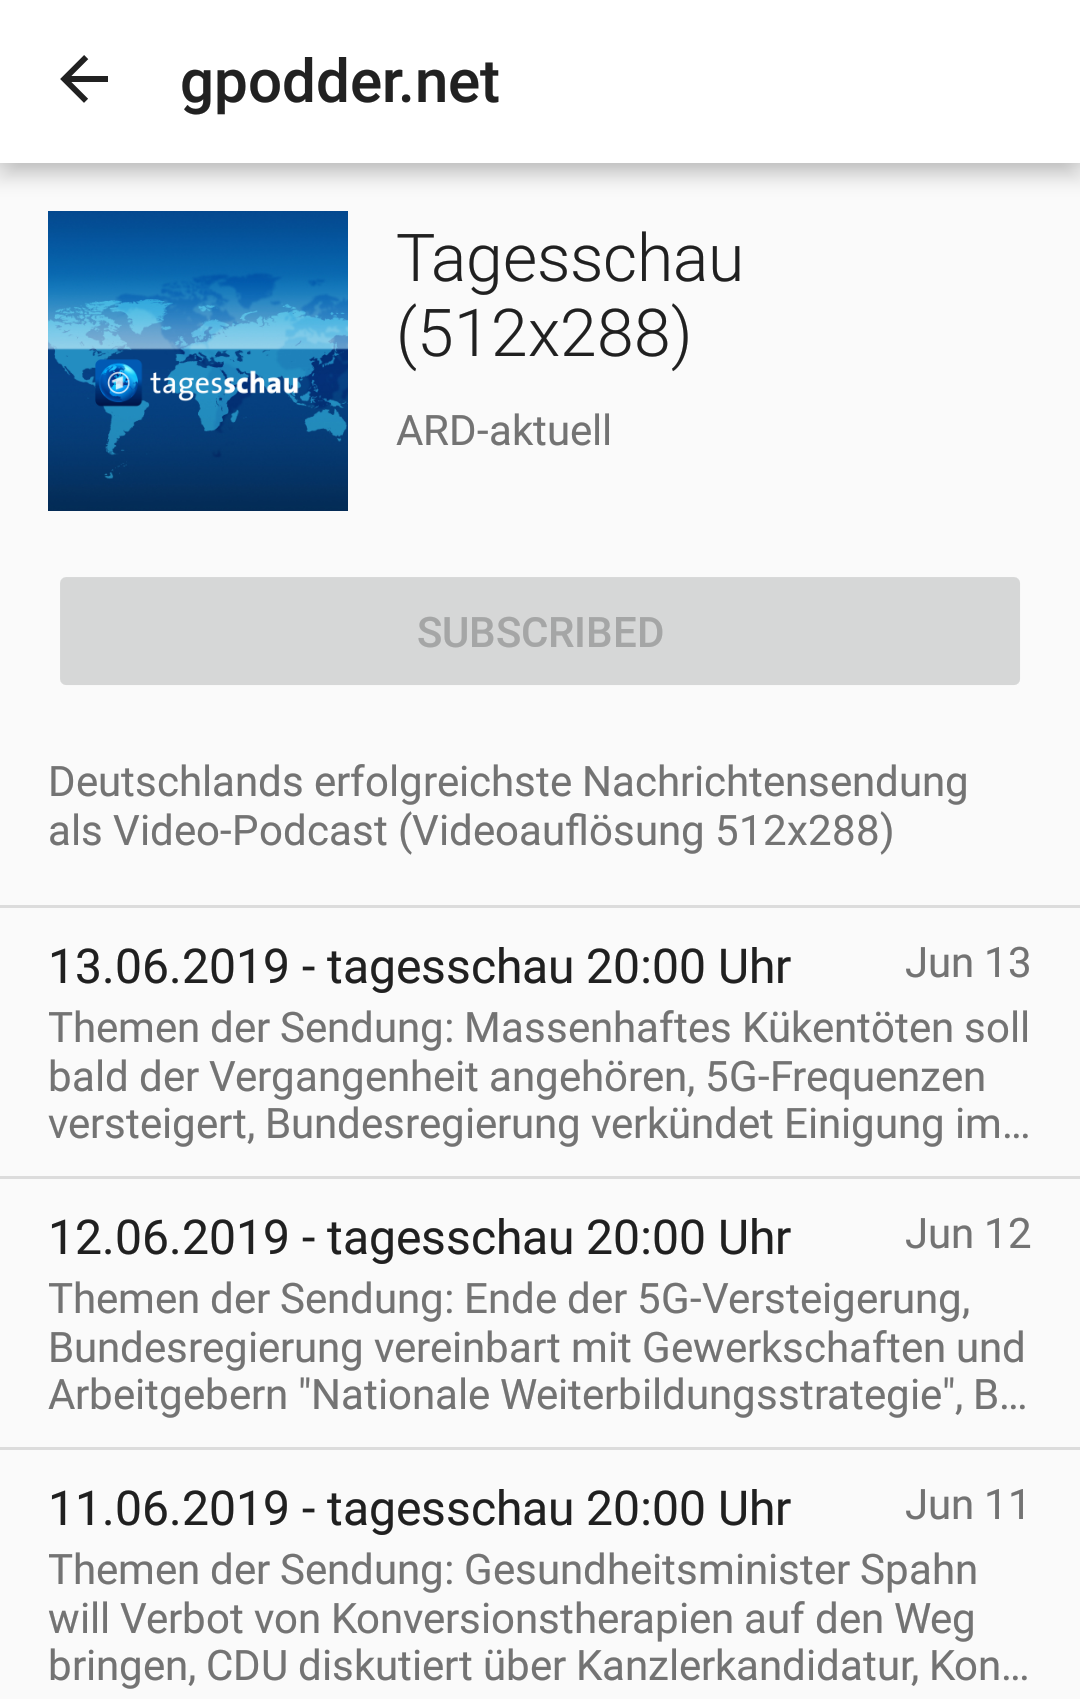 gpodder.net
tagesschau
Tagesschau
(512x288)
ARD-aktuell
SUBSCRIBED
Deutschlands erfolgreichste Nachrichtensendung
als Video-Podcast (Videoauflösung 512x288)
13.06.2019 - tagesschau 20:00 Uhr Jun 13
Themen der Sendung: Massenhaftes Kükentöten soll
bald der Vergangenheit angehören, 5G-Frequenzen
versteigert, Bundesregierung verkündet Einigung im…
12.06.2019 - tagesschau 20:00 Uhr Jun 12
Themen der Sendung: Ende der 5G-Versteigerung,
Bundesregierung vereinbart mit Gewerkschaften und
Arbeitgebern "Nationale Weiterbildungsstrategie", B…
11.06.2019 - tagesschau 20:00 Uhr Jun 11
Themen der Sendung: Gesundheitsminister Spahn
will Verbot von Konversionstherapien auf den Weg
bringen, CDU diskutiert über Kanzlerkandidatur, Kon…